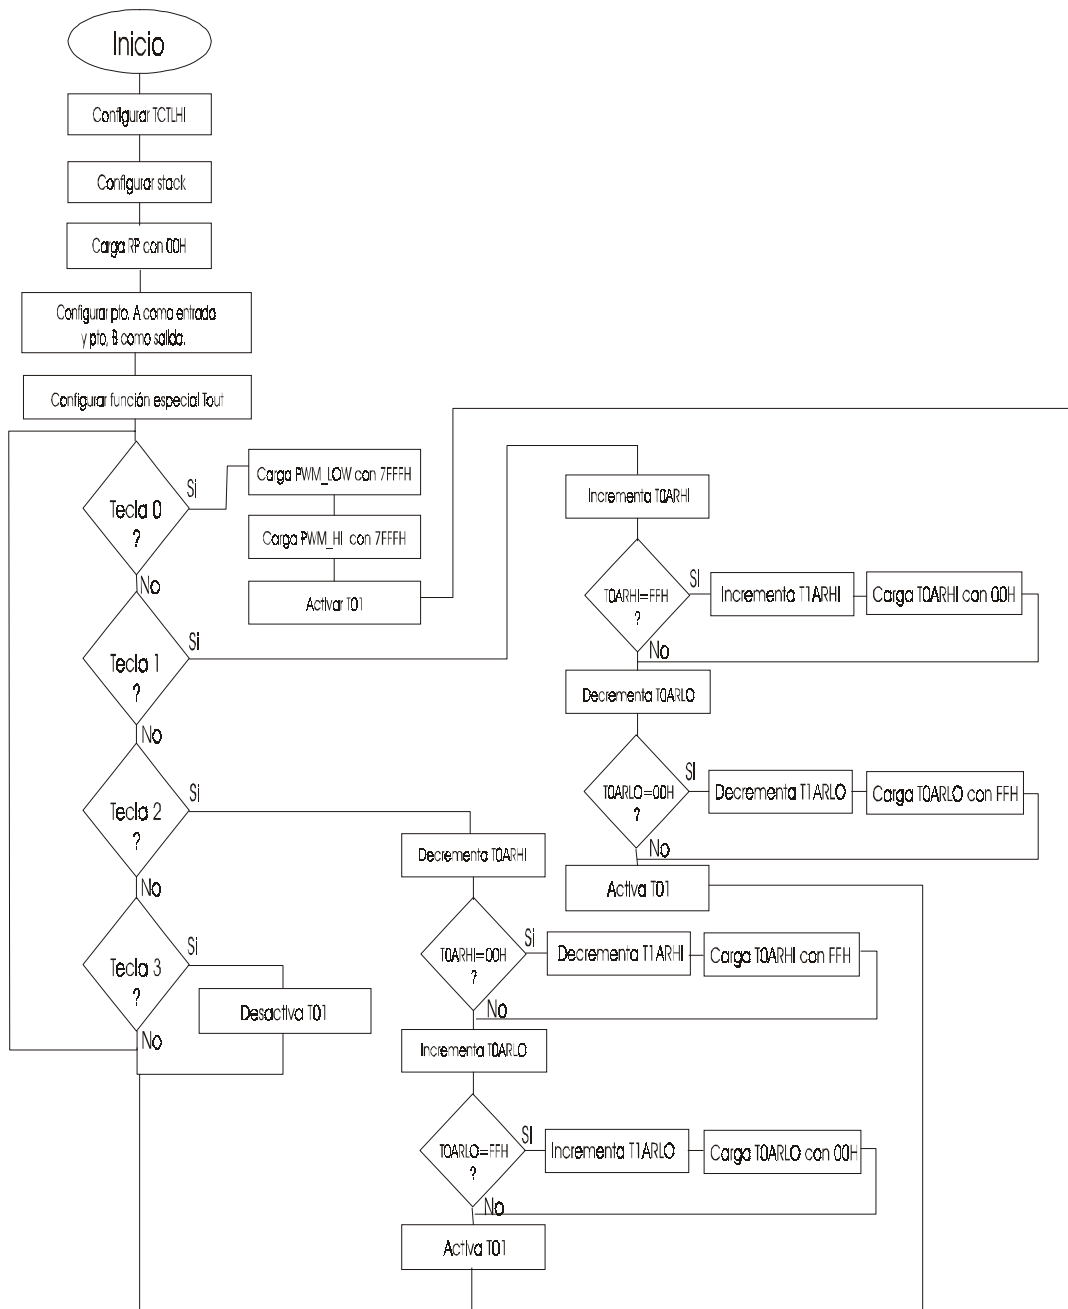 Inicio
Configurar TCTLHI
Configurar stack
Carga RP con 00H
Configurar pto. A como entrada
y pto, B como salida.
Configurar función especial Tout
Tecla 0
?
Si
No
Carga PWM_LOW con 7FFFH
Carga PWM_HI con 7FFFH
Activar T01
Tecla 1
?
Si
No
Incrementa T0ARHI
T0ARHI=FFH
?
SI
No
Incrementa T1ARHI
Carga T0ARHI con 00H
Decrementa T0ARLO
T0ARLO=00H
?
SI
No
Decrementa T1ARLO
Carga T0ARLO con FFH
Activa T01
Tecla 2
?
Si
No
Decrementa T0ARHI
T0ARHI=00H
?
Si
No
Decrementa T1ARHI
Carga T0ARHI con FFH
Incrementa T0ARLO
T0ARLO=FFH
?
SI
No
Incrementa T1ARLO
Carga T0ARLO con 00H
Activa T01
Tecla 3
?
Si
No
Desactiva T01